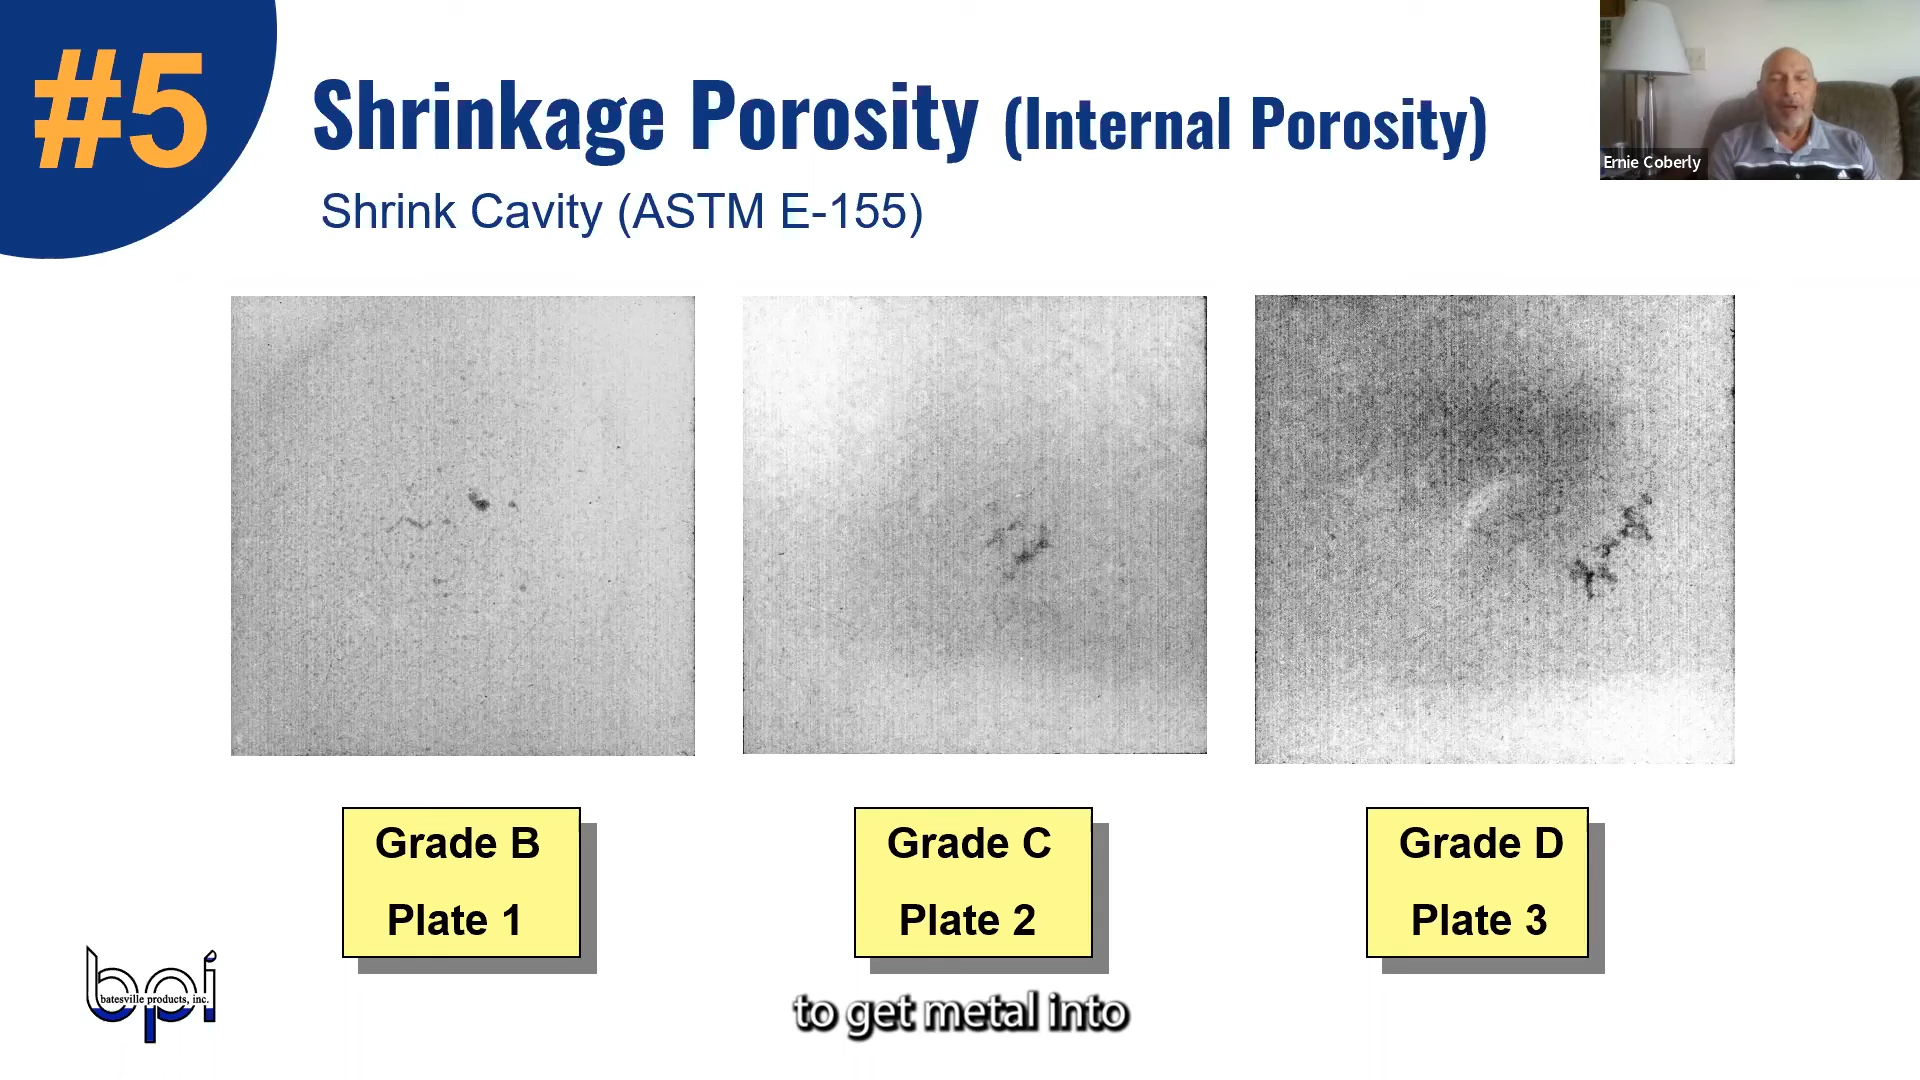 #5
Shrinkage Porosity (Internal Porosity)
Shrink Cavity (ASTM E-155)
Ernie Coberly
Grade B
Plate 1
Grade C
Plate 2
Grade D
Plate 3
bpi
batesville products, inc.
to get metal into